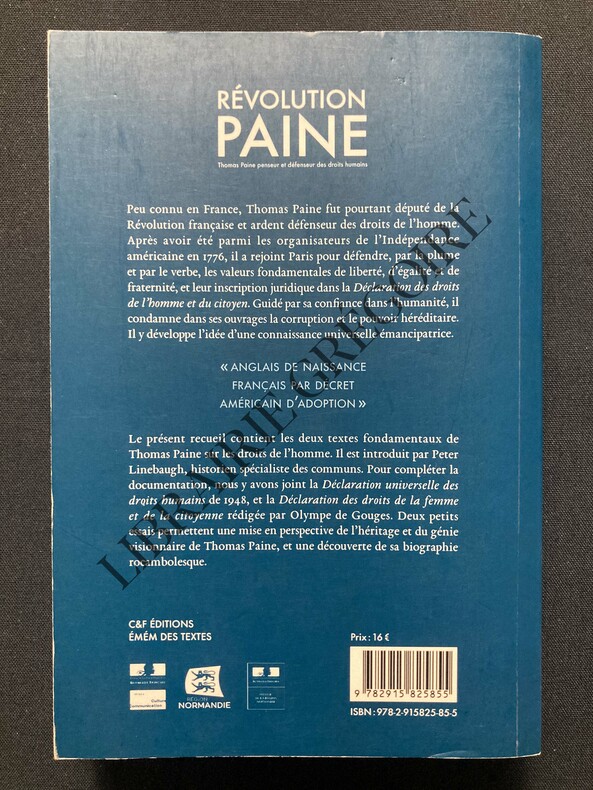 RÉVOLUTION
PAINE
Thomas Paine penseur et défenseur des droits humains
Peu connu en France, Thomas Paine fut pourtant député de la
Révolution française et ardent défenseur des droits de l'homme.
Après avoir été parmi les organisateurs de l'Indépendance
américaine en 1776, il a rejoint Paris pour défendre, par la plume
et par le verbe, les valeurs fondamentales de liberté, d'égalité et de
fraternité, et leur inscription juridique dans la Déclaration des droits
de l'homme et du citoyen. Guidé par sa confiance dans l'humanité, il
condamne dans ses ouvrages la corruption et le pouvoir héréditaire.
Il y développe l'idée d'une connaissance universelle émancipatrice.
« ANGLAIS DE NAISSANCE
FRANÇAIS PAR DÉCRET
AMÉRICAIN D'ADOPTION »
Le présent recueil contient les deux textes fondamentaux de
Thomas Paine sur les droits de l'homme. Il est introduit par Peter
Linebaugh, historien spécialiste des communs. Pour compléter la
documentation, nous y avons joint la Déclaration universelle des
droits humains de 1948, et la Déclaration des droits de la femme
et de la citoyenne rédigée par Olympe de Gouges. Deux petits
essais permettent une mise en perspective de l'héritage et du génie
visionnaire de Thomas Paine, et une découverte de sa biographie
rocambolesque.
LIBRAIRIE GRÉGOIRE
C&F ÉDITIONS
ÉMÉM DES TEXTES
Prix : 16 €
RÉGION
NORMANDIE
9 782915 825855
ISBN : 978-2-915825-85-5